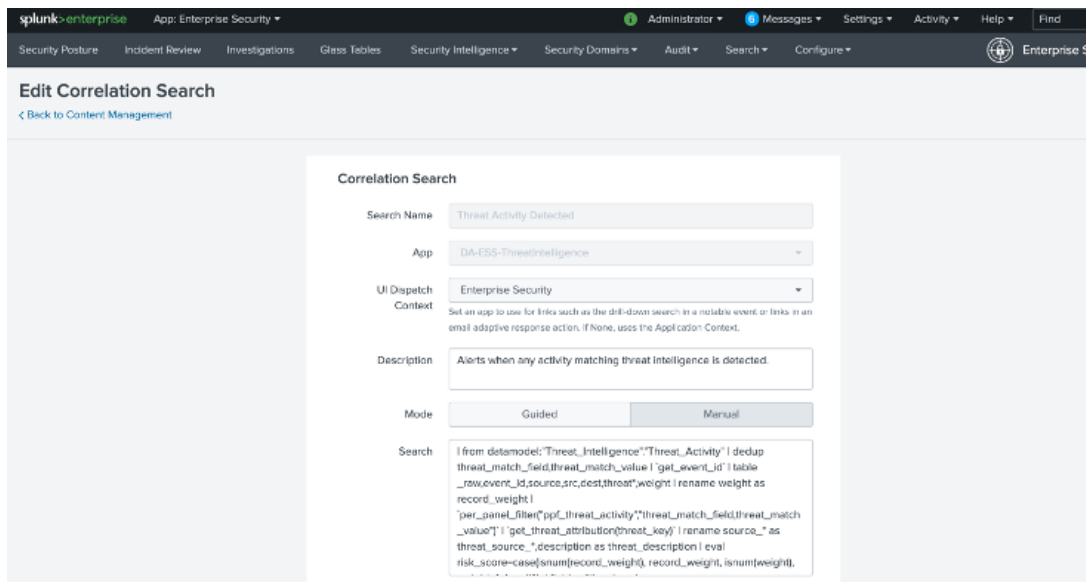 splunk>enterprise App: Enterprise Security Administrator 6 Messages Settings Activity Help Find
Security Posture Incident Review Investigations Glass Tables Security Intelligence Security Domains Audit Search Configure Enterprise S
Edit Correlation Search
< Back to Content Management
Correlation Search
Search Name Threat Activity Detected
App DA-ESS-ThreatIntelligence
UI Dispatch Context Enterprise Security
Set an app to use for links such as the drill-down search in a notable event or links in an
email adaptive response action. If None, uses the Application Context.
Description Alerts when any activity matching threat intelligence is detected.
Mode Guided Manual
Search | from datamodel:"Threat_Intelligence"."Threat_Activity" | dedup
threat_match_field,threat_match_value | `get_event_id` | table
_raw,event_id,source,src,dest,threat*,weight | rename weight as
record_weight |
`per_panel_filter("ppf_threat_activity","threat_match_field,threat_match
_value")` | `get_threat_attribution(threat_key)` | rename source_* as
threat_source_*,description as threat_description | eval
risk_score=case(isnum(record_weight), record_weight, isnum(weight),